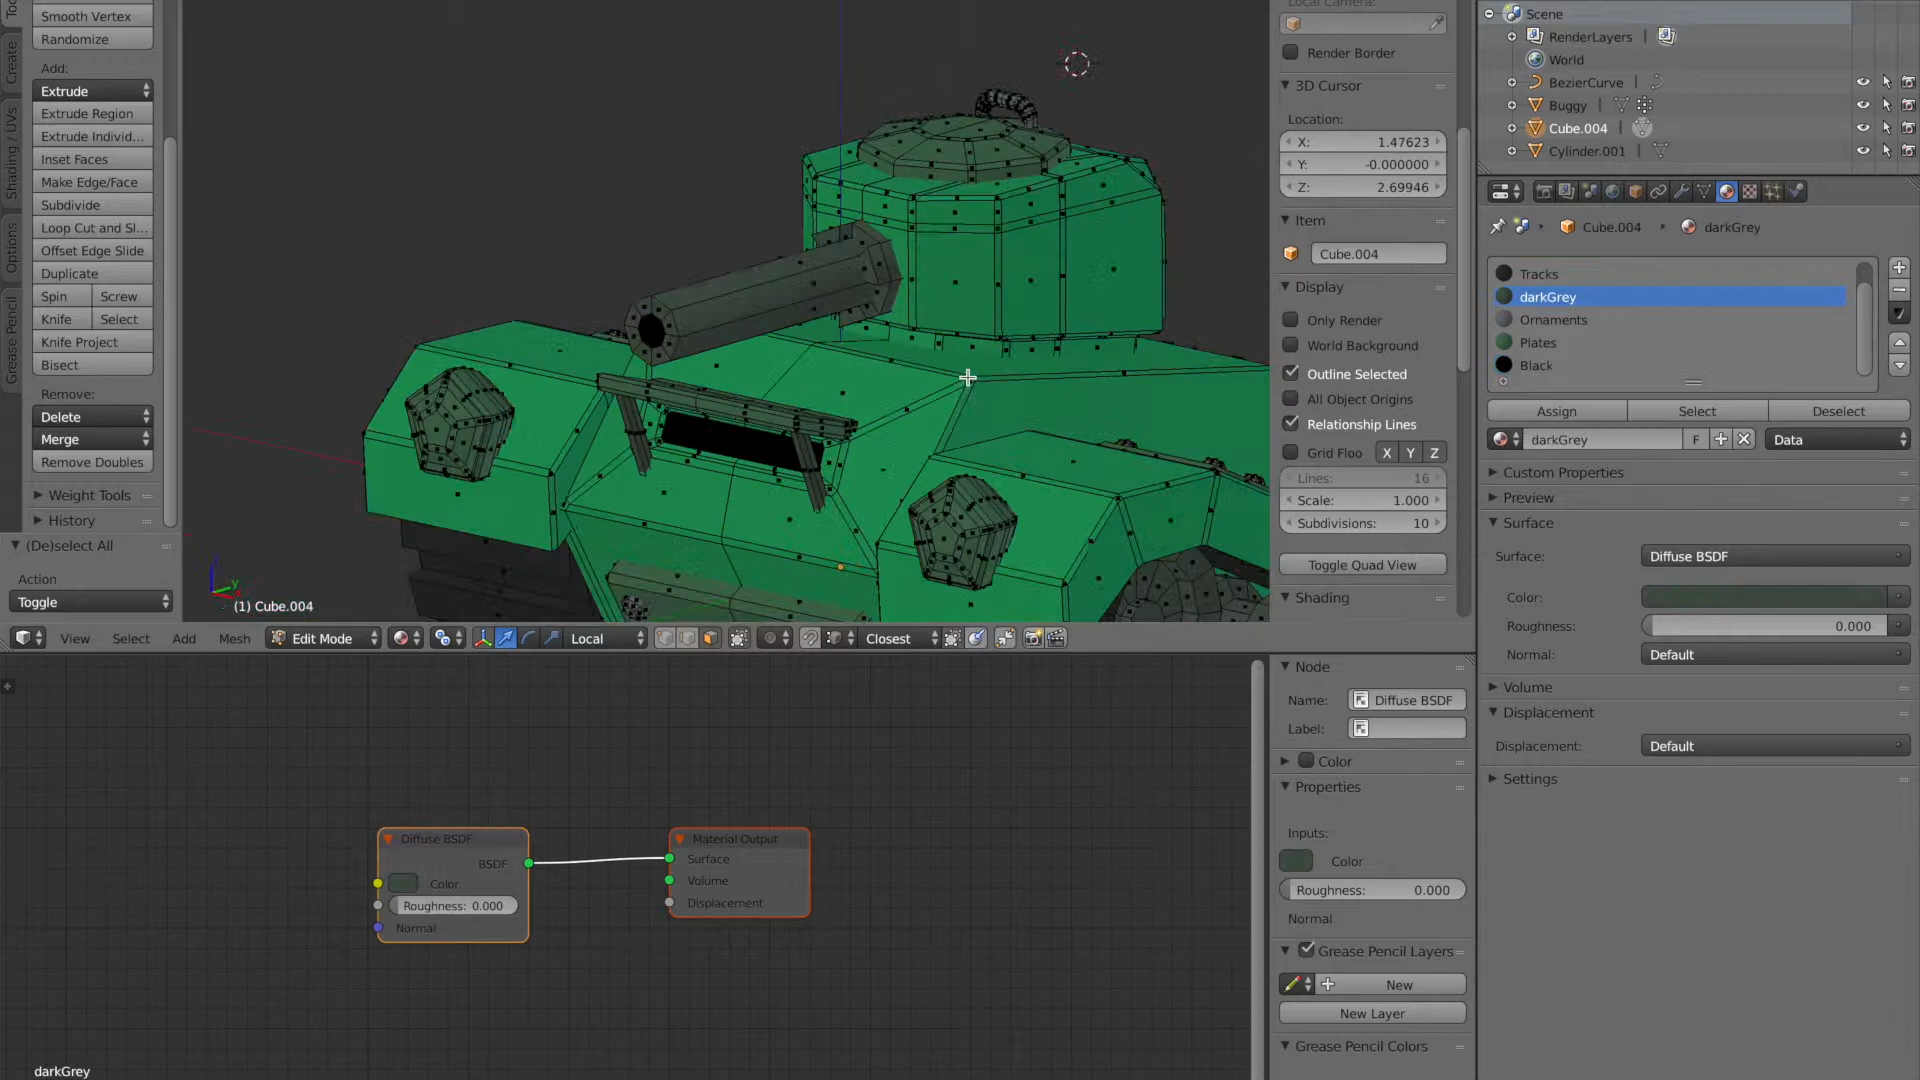 Smooth Vertex
Randomize
Add:
Extrude
Extrude Region
Extrude Individ...
Inset Faces
Make Edge/Face
Subdivide
Loop Cut and Sl...
Offset Edge Slide
Duplicate
Spin Screw
Knife Select
Knife Project
Bisect
Remove:
Delete
Merge
Remove Doubles
Weight Tools
History
(De)select All
Action
Toggle
Create
Shading / UVs
Options
Grease Pencil
(1) Cube.004
View Select Add Mesh Edit Mode Local Closest
Local Camera:
Render Border
3D Cursor
Location:
X: 1.47623
Y: -0.000000
Z: 2.69946
Item
Cube.004
Display
Only Render
World Background
Outline Selected
All Object Origins
Relationship Lines
Grid Floo X Y Z
Lines: 16
Scale: 1.000
Subdivisions: 10
Toggle Quad View
Shading
Scene
RenderLayers
World
BezierCurve
Buggy
Cube.004
Cylinder.001
Cube.004 darkGrey
Tracks
darkGrey
Ornaments
Plates
Black
Assign Select Deselect
darkGrey F Data
Custom Properties
Preview
Surface
Surface: Diffuse BSDF
Color:
Roughness: 0.000
Normal: Default
Volume
Displacement
Displacement: Default
Settings
Diffuse BSDF
BSDF
Color
Roughness: 0.000
Normal
Material Output
Surface
Volume
Displacement
darkGrey
Node
Name: Diffuse BSDF
Label:
Color
Properties
Inputs:
Color
Roughness: 0.000
Normal
Grease Pencil Layers
New
New Layer
Grease Pencil Colors